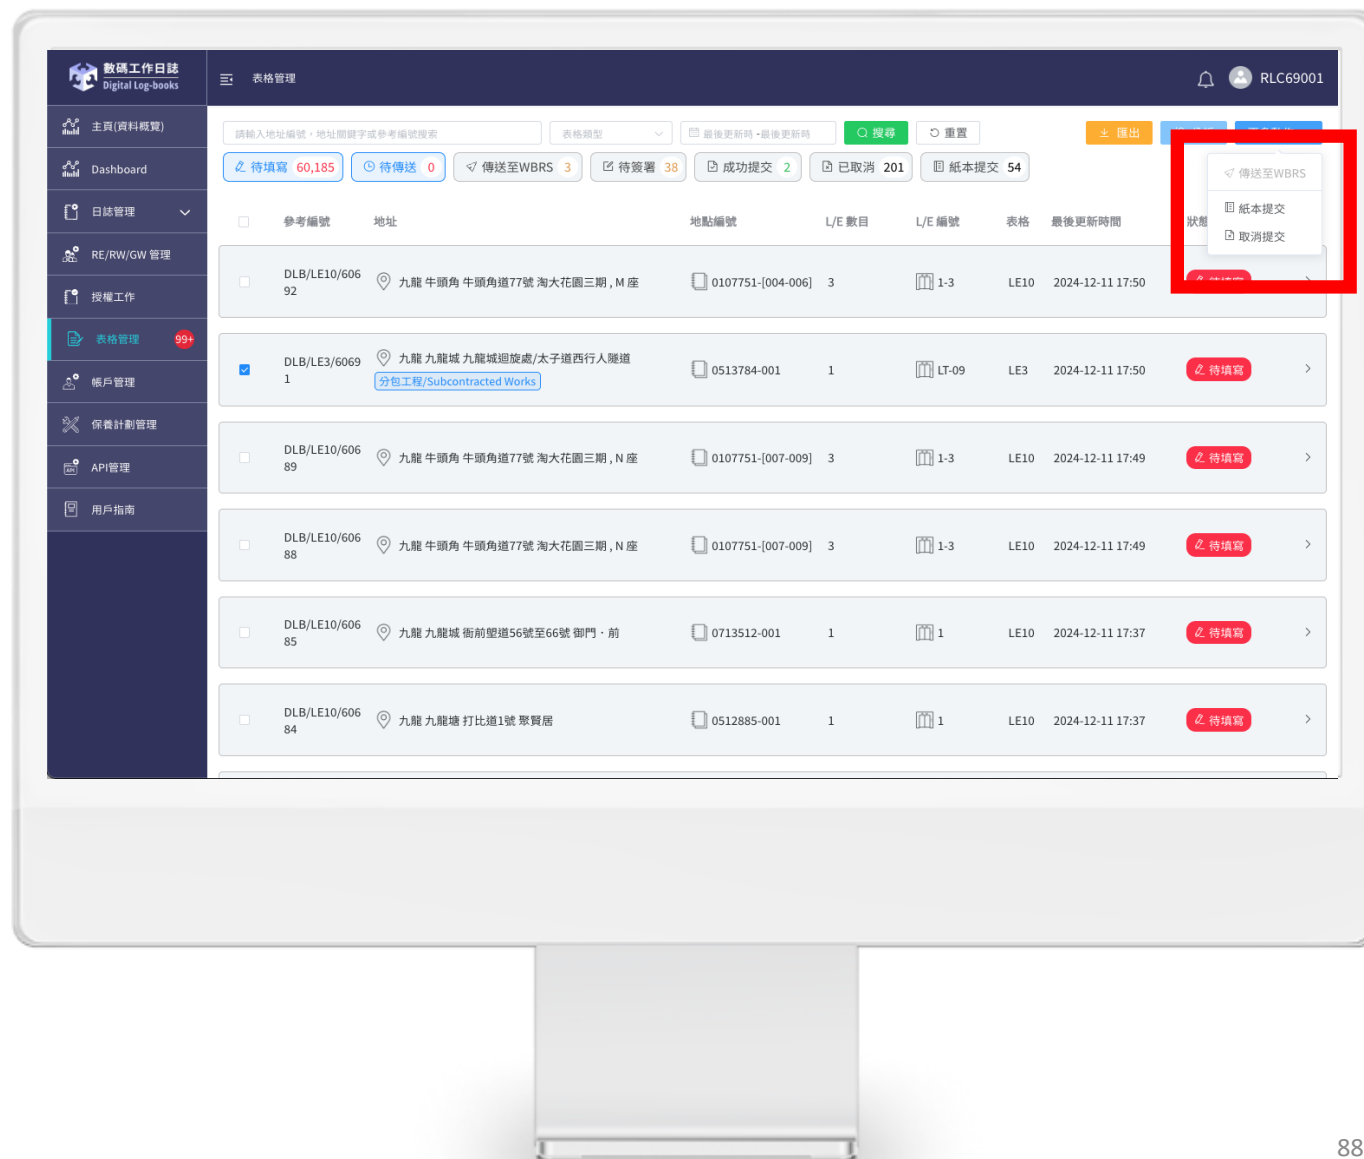 數碼工作日誌
Digital Log-books
表格管理
RLC69001
主頁(資料概覽)
Dashboard
日誌管理
RE/RW/GW 管理
授權工作
表格管理 99+
帳戶管理
保養計劃管理
API管理
用戶指南
請輸入地址編號，地址關鍵字或參考編號搜索 表格類型 最後更新時 -最後更新時 搜尋 重置 匯出
待填寫 60,185 待傳送 0 傳送至WBRS 3 待簽署 38 成功提交 2 已取消 201 紙本提交 54
傳送至WBRS
紙本提交
取消提交
參考編號 地址 地點編號 L/E 數目 L/E 編號 表格 最後更新時間
DLB/LE10/606
92 九龍 牛頭角 牛頭角道77號 淘大花園三期 , M 座 0107751-[004-006] 3 1-3 LE10 2024-12-11 17:50
DLB/LE3/6069
1 九龍 九龍城 九龍城迴旋處/太子道西行人隧道
分包工程/Subcontracted Works 0513784-001 1 LT-09 LE3 2024-12-11 17:50 待填寫
DLB/LE10/606
89 九龍 牛頭角 牛頭角道77號 淘大花園三期 , N 座 0107751-[007-009] 3 1-3 LE10 2024-12-11 17:49 待填寫
DLB/LE10/606
88 九龍 牛頭角 牛頭角道77號 淘大花園三期 , N 座 0107751-[007-009] 3 1-3 LE10 2024-12-11 17:49 待填寫
DLB/LE10/606
85 九龍 九龍城 衙前塱道56號至66號 御門・前 0713512-001 1 1 LE10 2024-12-11 17:37 待填寫
DLB/LE10/606
84 九龍 九龍塘 打比道1號 聚賢居 0512885-001 1 1 LE10 2024-12-11 17:37 待填寫
88